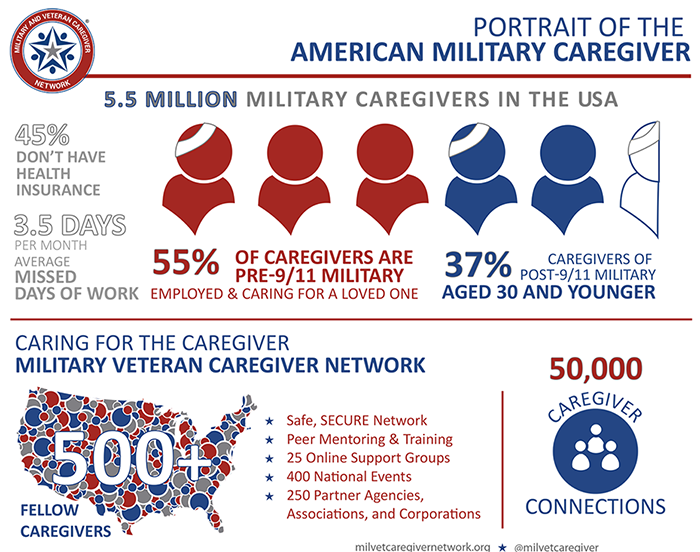 MILITARY AND VETERAN CAREGIVER
NETWORK
PORTRAIT OF THE
AMERICAN MILITARY CAREGIVER
5.5 MILLION MILITARY CAREGIVERS IN THE USA
45%
DON'T HAVE
HEALTH
INSURANCE
3.5 DAYS
PER MONTH
AVERAGE
MISSED
DAYS OF WORK
55% OF CAREGIVERS ARE
PRE-9/11 MILITARY
EMPLOYED & CARING FOR A LOVED ONE
37% CAREGIVERS OF
POST-9/11 MILITARY
AGED 30 AND YOUNGER
CARING FOR THE CAREGIVER
MILITARY VETERAN CAREGIVER NETWORK
500+
FELLOW
CAREGIVERS
★ Safe, SECURE Network
★ Peer Mentoring & Training
★ 25 Online Support Groups
★ 400 National Events
★ 250 Partner Agencies,
Associations, and Corporations
50,000
CAREGIVER
CONNECTIONS
milvetcaregivernetwork.org ★ @milvetcaregiver